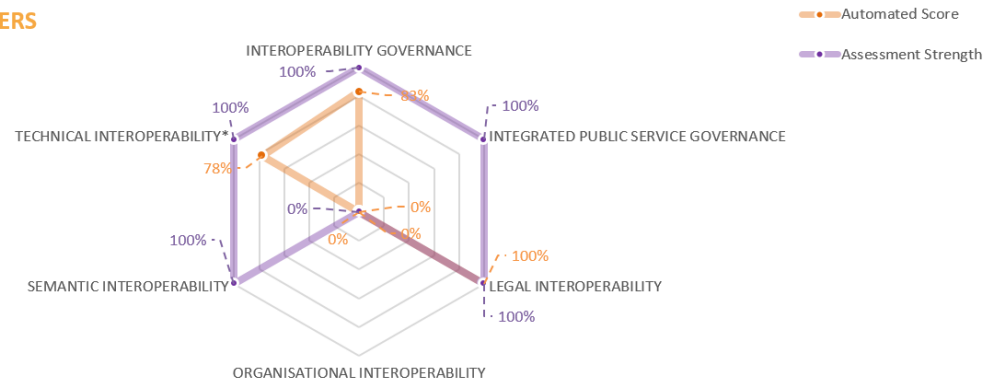 ERS
Automated Score
Assessment Strength
INTEROPERABILITY GOVERNANCE
100%
83%
100%
100%
TECHNICAL INTEROPERABILITY*
INTEGRATED PUBLIC SERVICE GOVERNANCE
78%
0%
0%
0%
0%
100%
100%
SEMANTIC INTEROPERABILITY
LEGAL INTEROPERABILITY
100%
ORGANISATIONAL INTEROPERABILITY